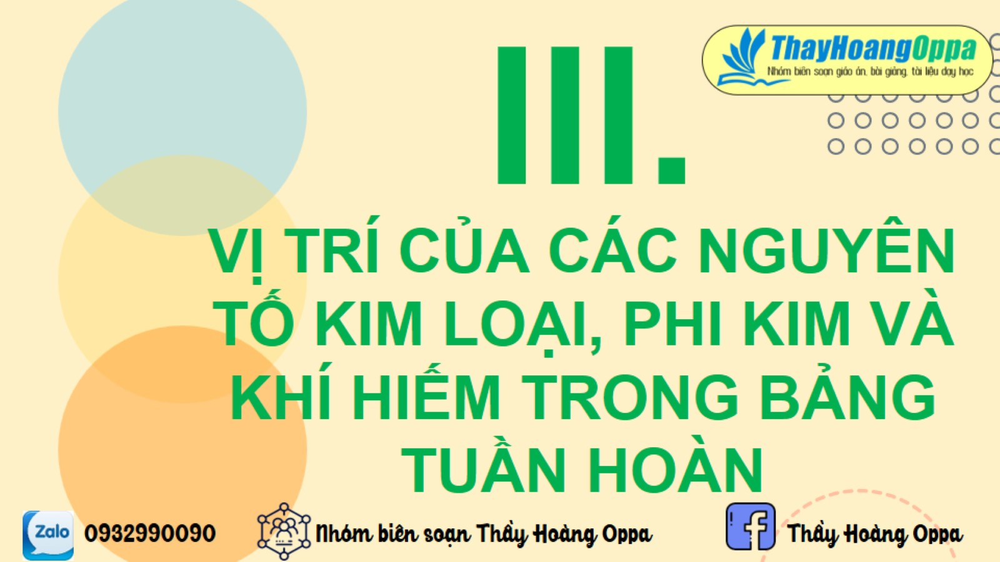 ThayHoangOppa
Nhóm biên soạn giáo án, bài giảng, tài liệu dạy học
III.
VỊ TRÍ CỦA CÁC NGUYÊN
TỐ KIM LOẠI, PHI KIM VÀ
KHÍ HIẾM TRONG BẢNG
TUẦN HOÀN
Zalo 0932990090 Nhóm biên soạn Thầy Hoàng Oppa f Thầy Hoàng Oppa